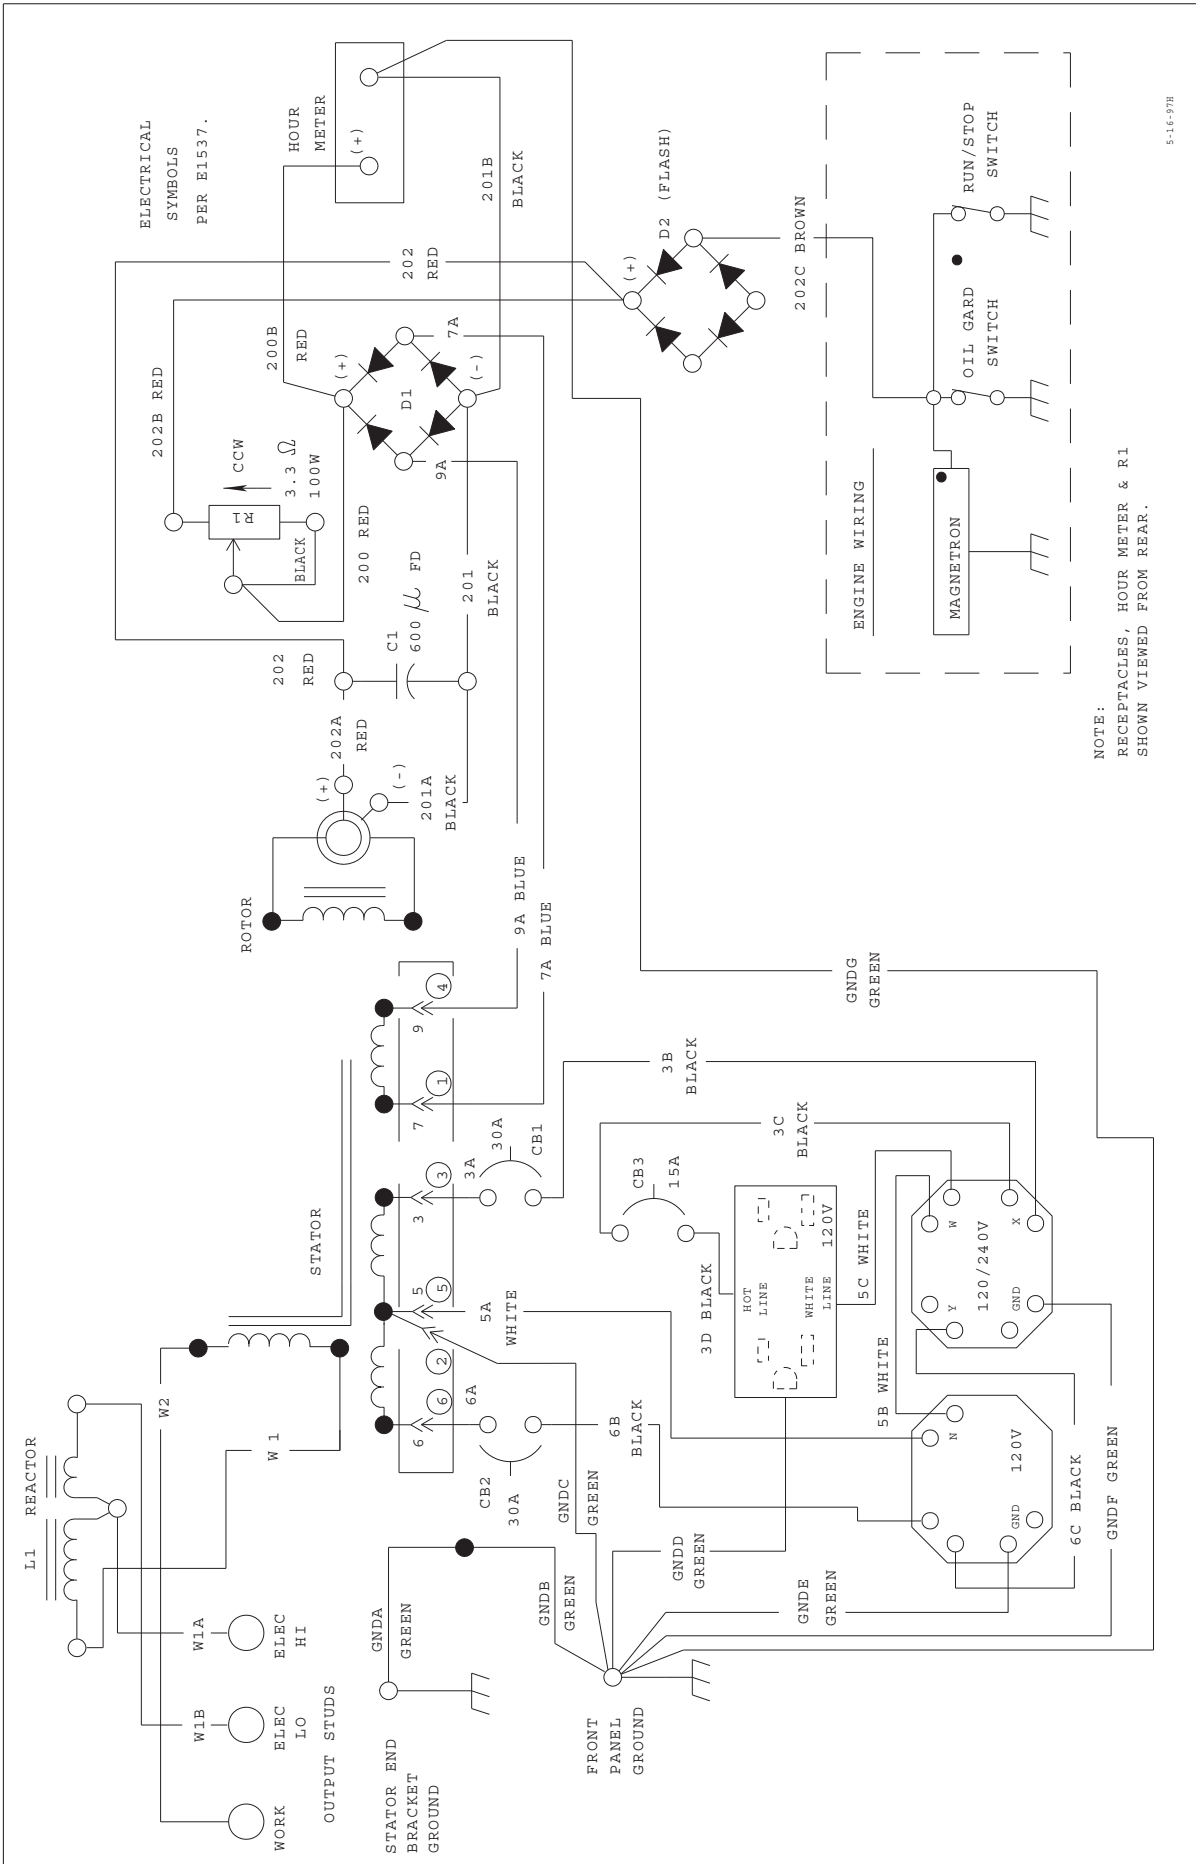 ELECTRICAL
SYMBOLS
PER E1537.
HOUR
METER
(+)
201B
BLACK
200B
RED
202
RED
202B RED
CCW
3.3 Ω
100W
R1
BLACK
200 RED
(+)
7A
D1
(-)
9A
D2 (FLASH)
(+)
202C BROWN
RUN/STOP
SWITCH
OIL GARD
SWITCH
ENGINE WIRING
MAGNETRON
5-16-97H
NOTE:
RECEPTACLES, HOUR METER & R1
SHOWN VIEWED FROM REAR.
202
RED
C1
600 μ FD
201
BLACK
202A
RED
(+)
(-)
201A
BLACK
ROTOR
9A BLUE
7A BLUE
STATOR
9
4
7
1
3
3
3A
30A
CB1
5
5
5A
WHITE
2
6
6
6A
CB2
30A
6B
BLACK
3B
BLACK
3C
BLACK
CB3
15A
3D BLACK
HOT
LINE
WHITE
LINE
120V
5C WHITE
W
X
Y
GND
120/240V
5B WHITE
N
GND
120V
6C BLACK
GNDF GREEN
GNDG
GREEN
GNDC
GREEN
GNDD
GREEN
GNDE
GREEN
GNDB
GREEN
GNDA
GREEN
FRONT
PANEL
GROUND
STATOR END
BRACKET
GROUND
L1 REACTOR
W2
W1
W1A
W1B
ELEC
HI
ELEC
LO
WORK
OUTPUT STUDS